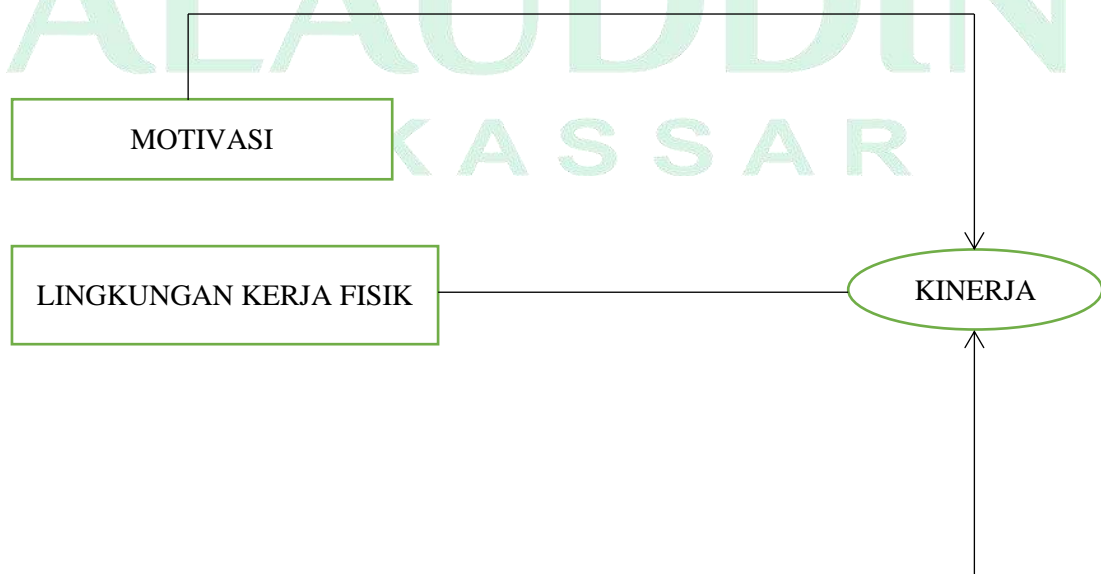 ALAUDDIN
KASSAR
MOTIVASI
LINGKUNGAN KERJA FISIK
KINERJA